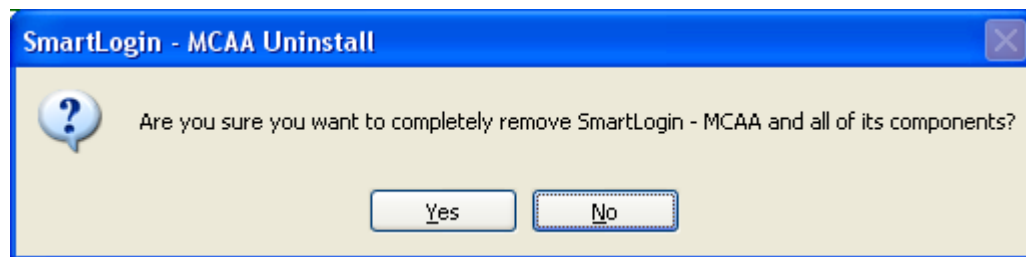 SmartLogin - MCAA Uninstall
Are you sure you want to completely remove SmartLogin - MCAA and all of its components?
Yes No